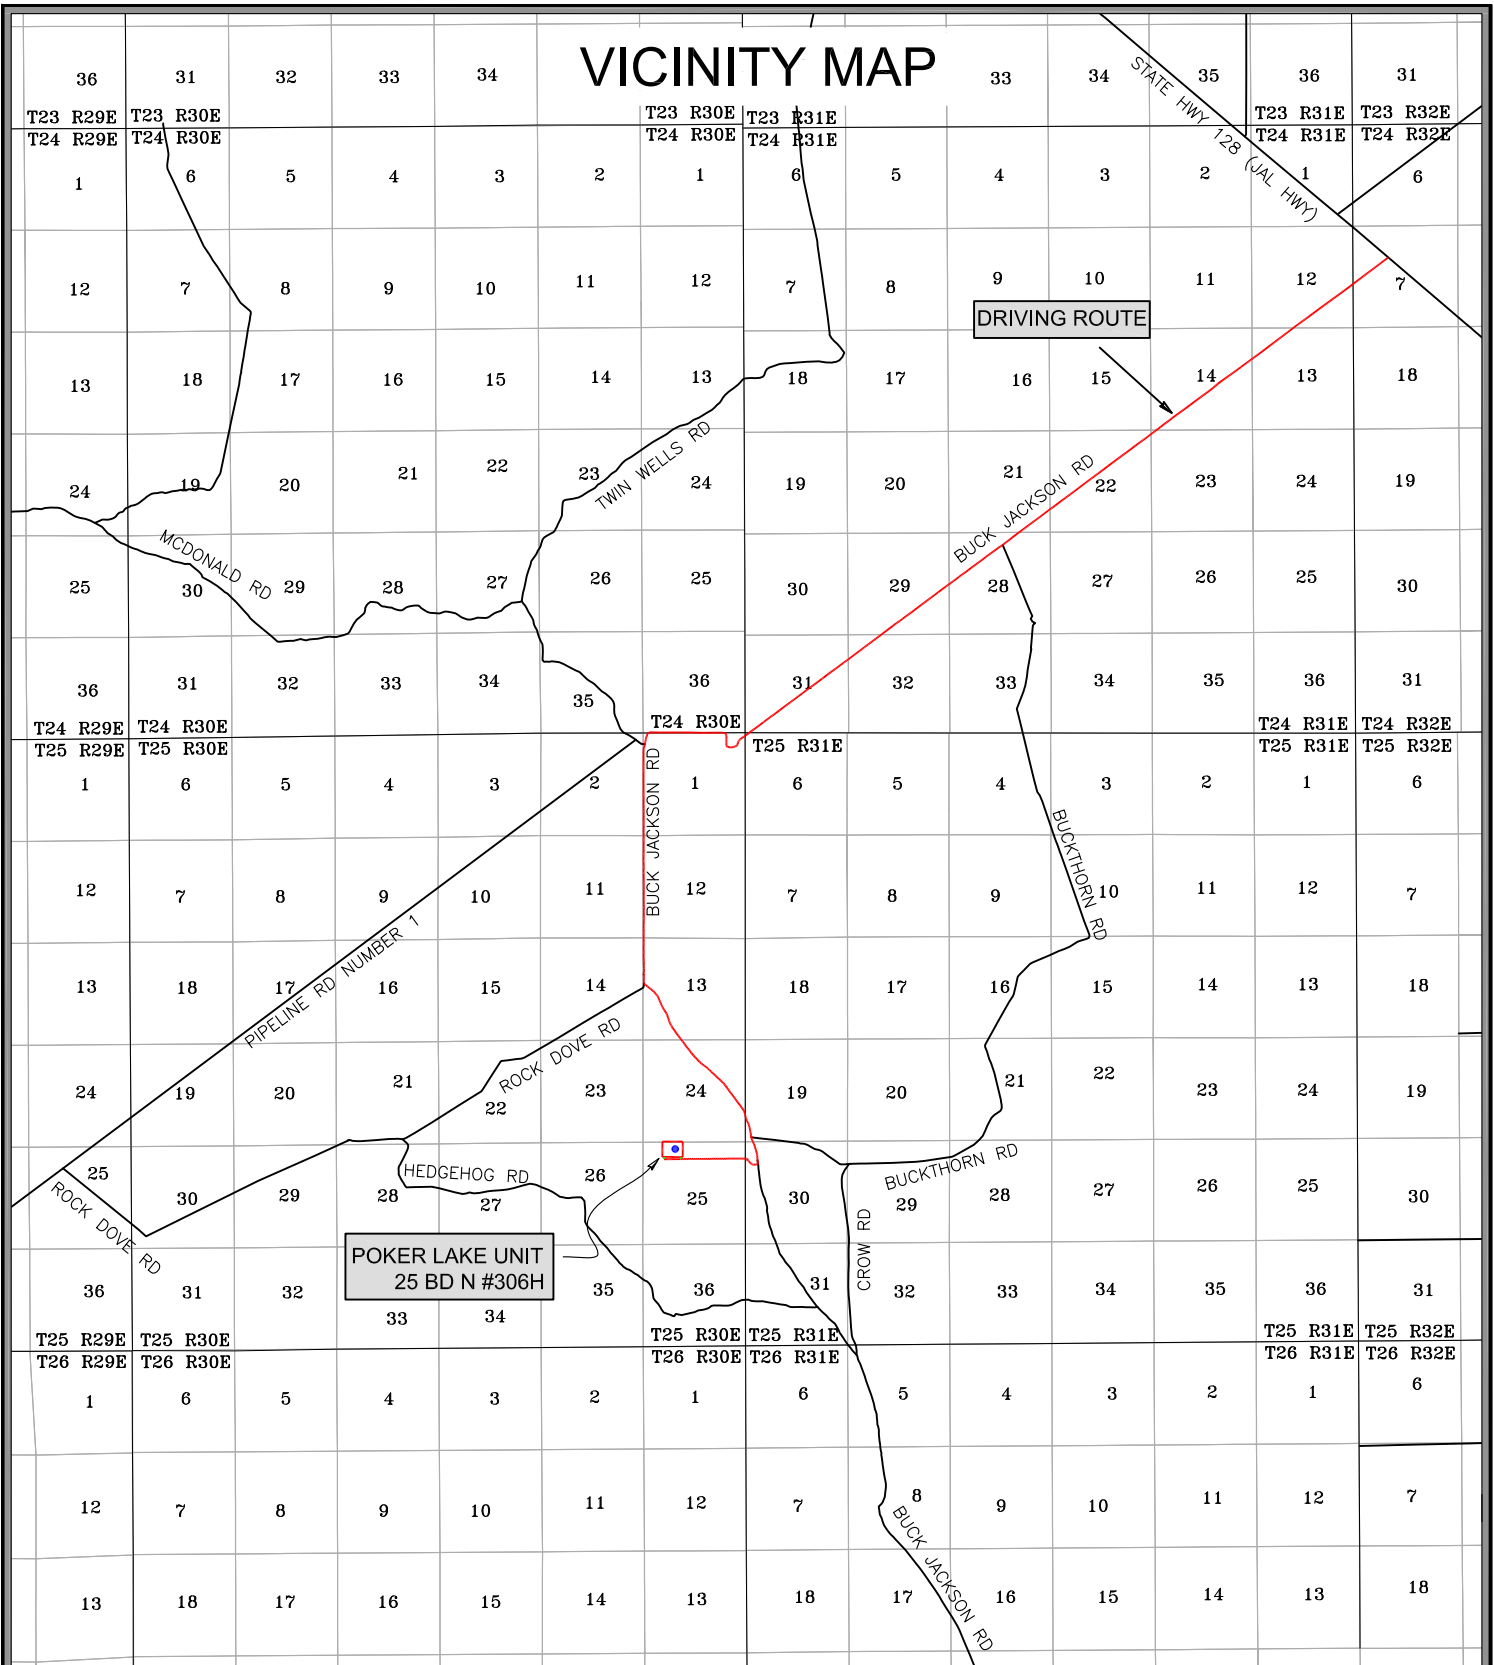 VICINITY MAP
36 31 32 33 34 33 34 35 36 31
STATE HWY 128 (JAL HWY)
T23 R29E T23 R30E T23 R30E T23 R31E T23 R31E T23 R32E
T24 R29E T24 R30E T24 R30E T24 R31E T24 R31E T24 R32E
1 6 5 4 3 2 1 6 5 4 3 2 1 6
12 7 8 9 10 11 12 7 8 9 10 11 12 7
DRIVING ROUTE
13 18 17 16 15 14 13 18 17 16 15 14 13 18
TWIN WELLS RD
24 19 20 21 22 23 24 19 20 21 22 23 24 19
BUCK JACKSON RD
MCDONALD RD
25 30 29 28 27 26 25 30 29 28 27 26 25 30
36 31 32 33 34 35 36 31 32 33 34 35 36 31
T24 R29E T24 R30E T24 R30E T24 R31E T24 R32E
T25 R29E T25 R30E T25 R31E T25 R31E T25 R32E
BUCK JACKSON RD
1 6 5 4 3 2 1 6 5 4 3 2 1 6
BUCKTHORN RD
12 7 8 9 10 11 12 7 8 9 10 11 12 7
PIPELINE RD NUMBER 1
13 18 17 16 15 14 13 18 17 16 15 14 13 18
ROCK DOVE RD
24 19 20 21 22 23 24 19 20 21 22 23 24 19
HEDGEHOG RD
BUCKTHORN RD
25 30 29 28 27 26 25 30 29 28 27 26 25 30
ROCK DOVE RD
CROW RD
POKER LAKE UNIT
25 BD N #306H
36 31 32 33 34 35 36 31 32 33 34 35 36 31
T25 R29E T25 R30E T25 R30E T25 R31E T25 R31E T25 R32E
T26 R29E T26 R30E T26 R30E T26 R31E T26 R31E T26 R32E
1 6 5 4 3 2 1 6 5 4 3 2 1 6
12 7 8 9 10 11 12 7 8 9 10 11 12 7
BUCK JACKSON RD
13 18 17 16 15 14 13 18 17 16 15 14 13 18